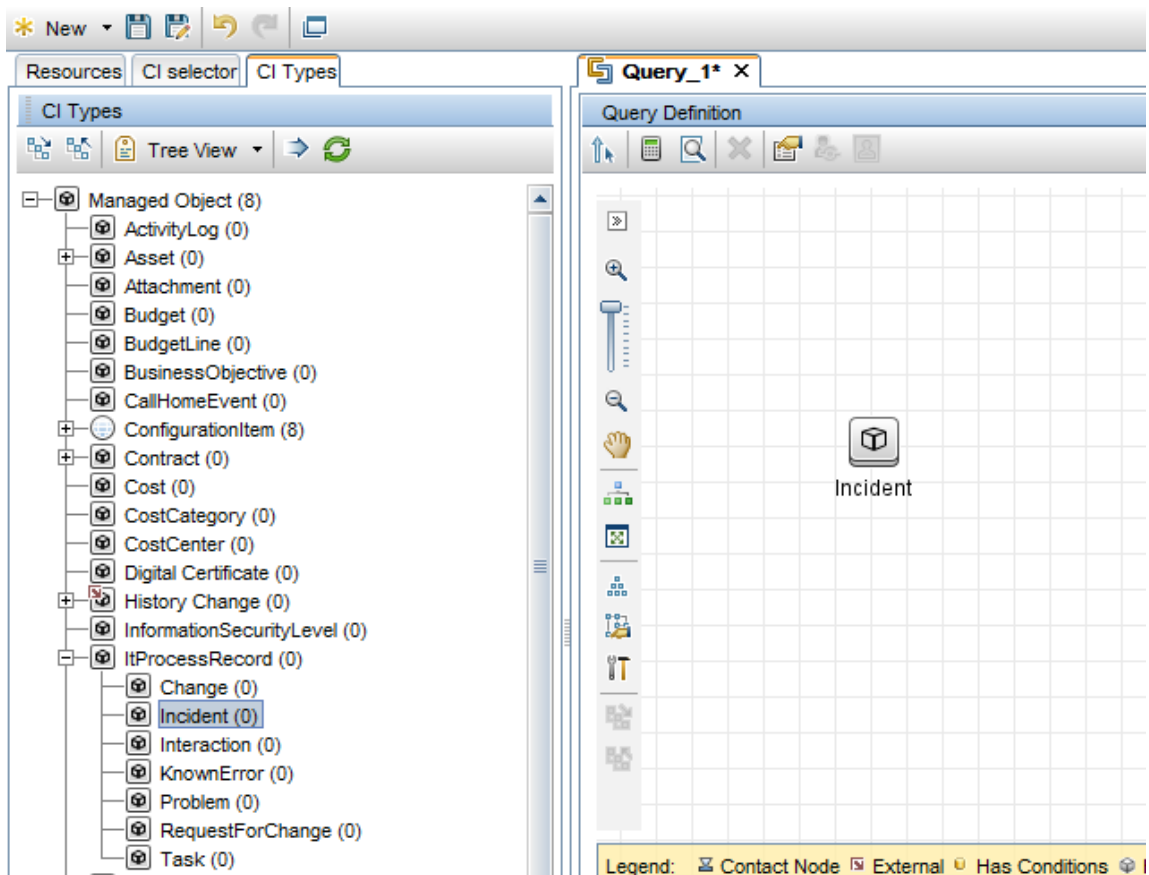 New
Resources CI selector CI Types
CI Types
Tree View
Managed Object (8)
ActivityLog (0)
Asset (0)
Attachment (0)
Budget (0)
BudgetLine (0)
BusinessObjective (0)
CallHomeEvent (0)
ConfigurationItem (8)
Contract (0)
Cost (0)
CostCategory (0)
CostCenter (0)
Digital Certificate (0)
History Change (0)
InformationSecurityLevel (0)
ItProcessRecord (0)
Change (0)
Incident (0)
Interaction (0)
KnownError (0)
Problem (0)
RequestForChange (0)
Task (0)
Query_1* X
Query Definition
Incident
Legend: Contact Node External Has Conditions